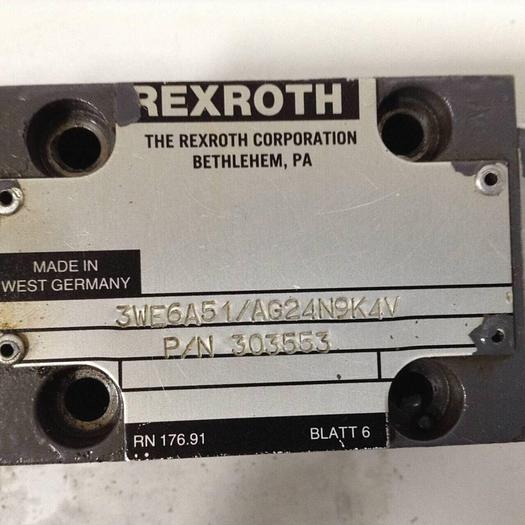 REXROTH
THE REXROTH CORPORATION
BETHLEHEM, PA
MADE IN
WEST GERMANY
3WE6A51/AG24N9K4V
P/N 303553
RN 176.91 BLATT 6